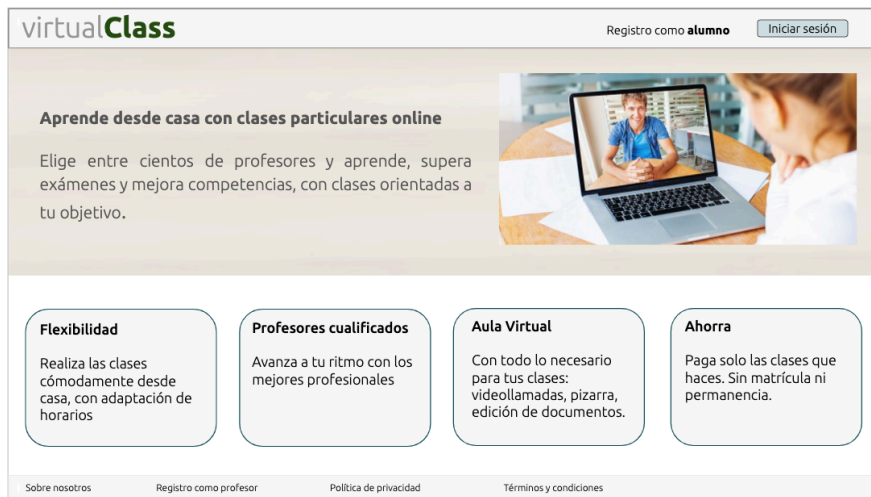 virtualClass
Registro como alumno
Iniciar sesión
Aprende desde casa con clases particulares online
Elige entre cientos de profesores y aprende, supera
exámenes y mejora competencias, con clases orientadas a
tu objetivo.
Flexibilidad
Realiza las clases
cómodamente desde
casa, con adaptación de
horarios
Profesores cualificados
Avanza a tu ritmo con los
mejores profesionales
Aula Virtual
Con todo lo necesario
para tus clases:
videollamadas, pizarra,
edición de documentos.
Ahorra
Paga solo las clases que
haces. Sin matrícula ni
permanencia.
Sobre nosotros
Registro como profesor
Política de privacidad
Términos y condiciones